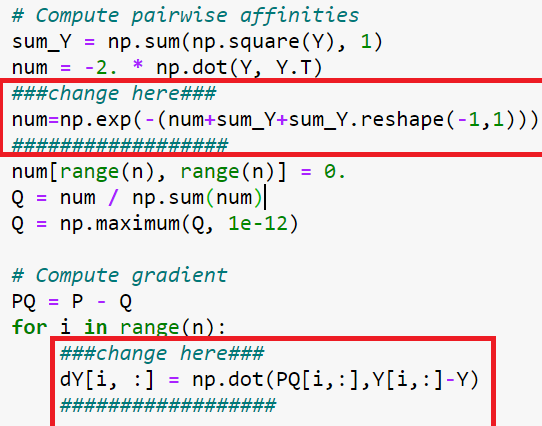 # Compute pairwise affinities
sum_Y = np.sum(np.square(Y), 1)
num = -2. * np.dot(Y, Y.T)
###change here###
num=np.exp(-(num+sum_Y+sum_Y.reshape(-1,1)))
##################
num[range(n), range(n)] = 0.
Q = num / np.sum(num)
Q = np.maximum(Q, 1e-12)
# Compute gradient
PQ = P - Q
for i in range(n):
###change here###
dY[i, :] = np.dot(PQ[i,:],Y[i,:]-Y)
##################